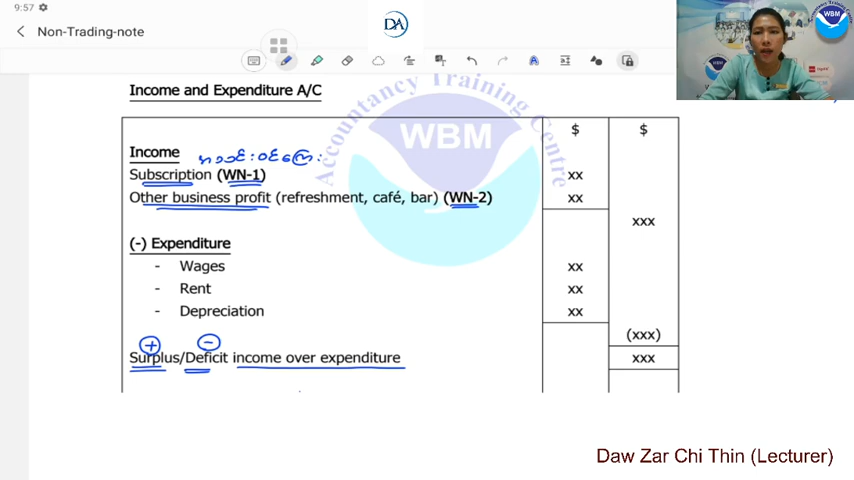 9:57
Non-Trading-note
DA
WBM
Income and Expenditure A/C
Accountancy Training Centre
WBM
$ $
Income
Subscription (WN-1) xx
Other business profit (refreshment, café, bar) (WN-2) xx
xxx
(-) Expenditure
- Wages xx
- Rent xx
- Depreciation xx
(xxx)
+ -
Surplus/Deficit income over expenditure xxx
Daw Zar Chi Thin (Lecturer)